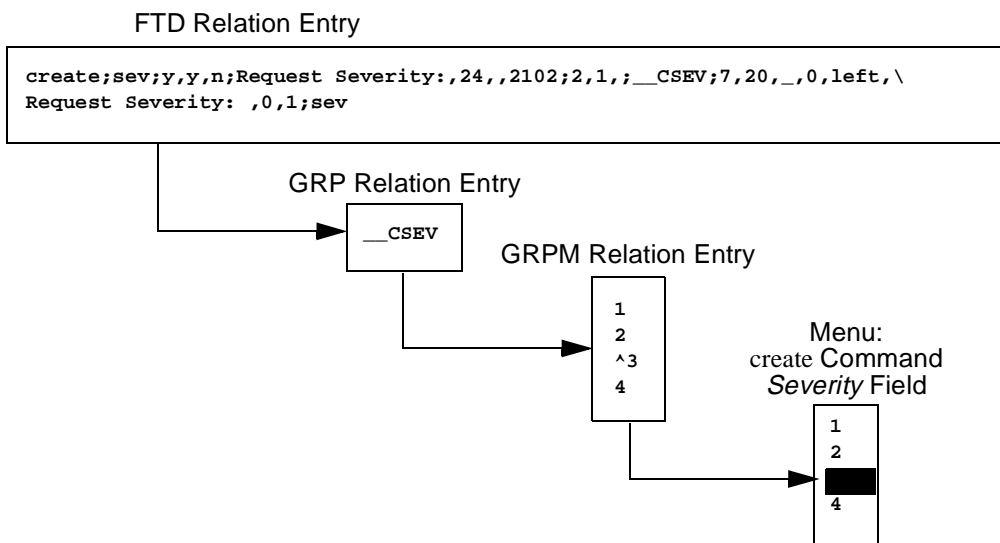 FTD Relation Entry
create;sev;y,y,n;Request Severity:,24,,2102;2,1,;__CSEV;7,20,_,0,left,\
Request Severity: ,0,1;sev
GRP Relation Entry
__CSEV
GRPM Relation Entry
1
2
^3
4
Menu:
create Command
Severity Field
1
2
4